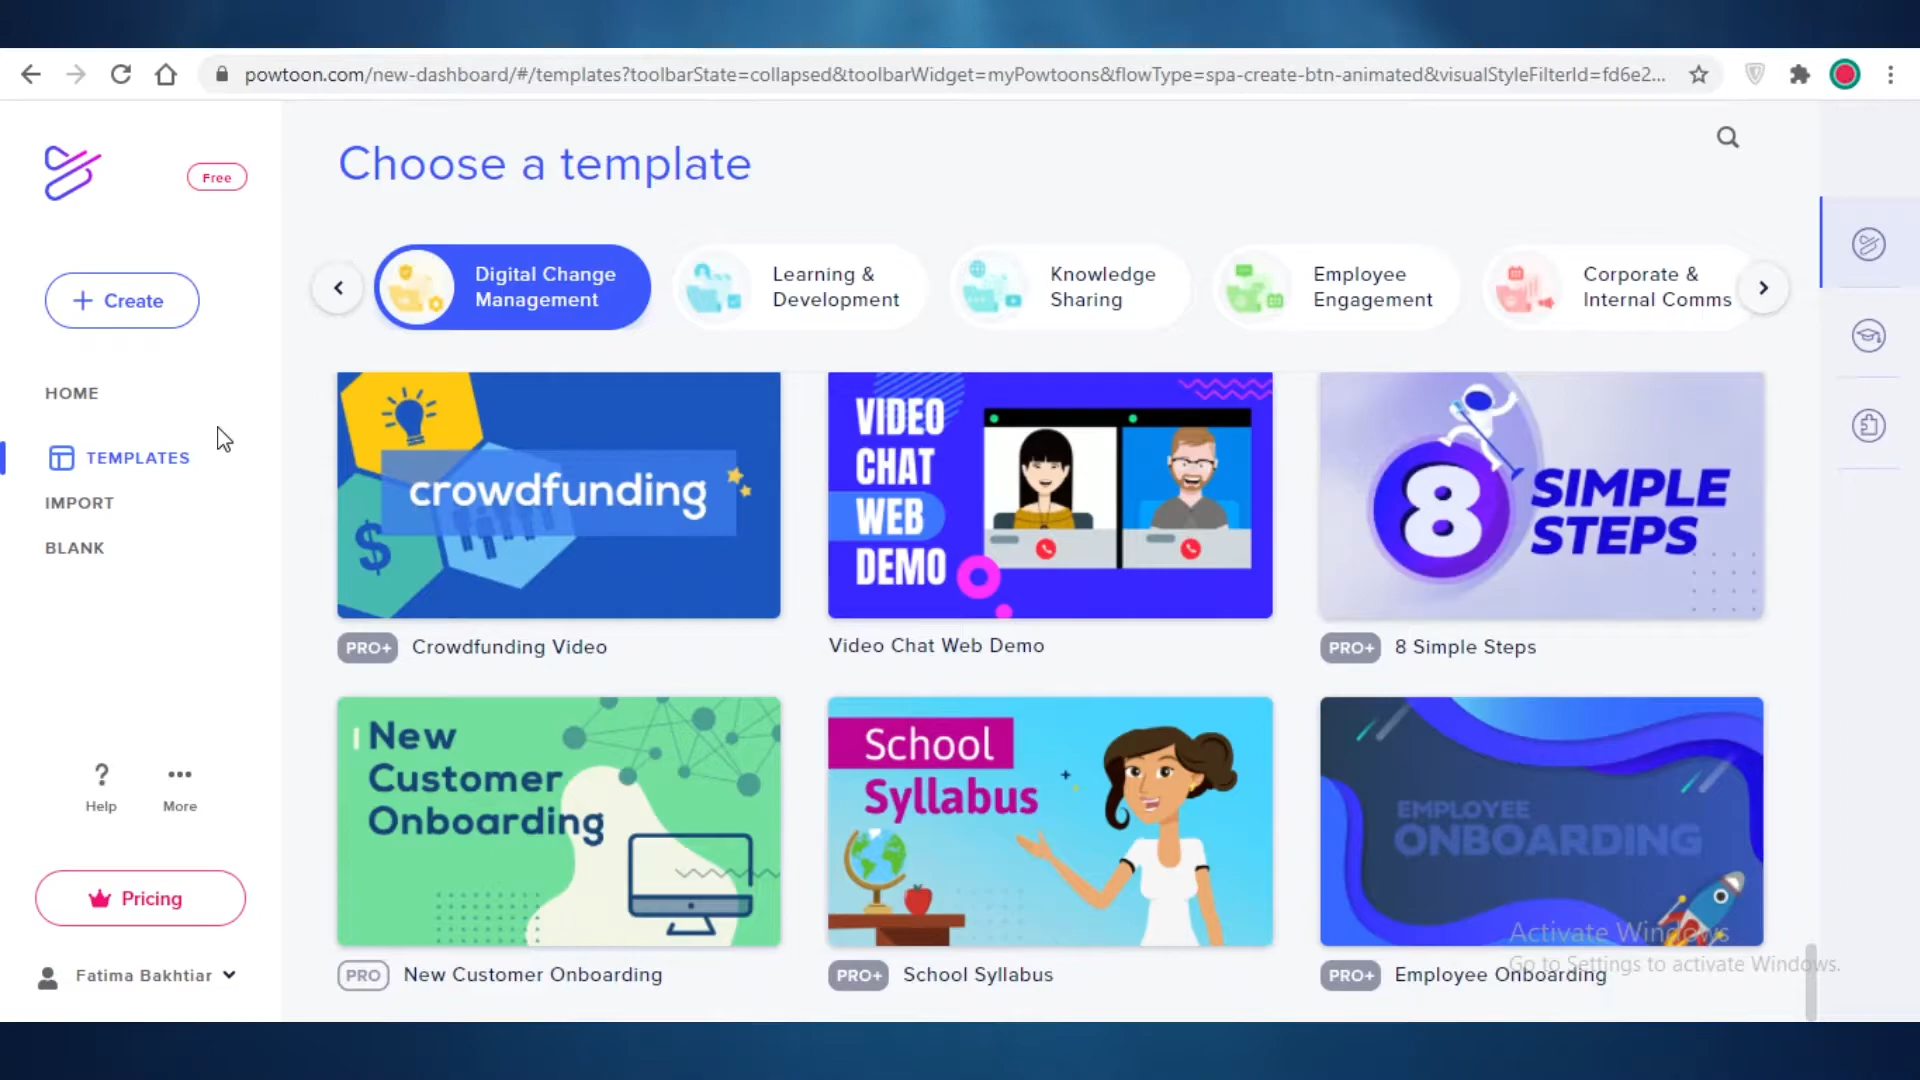 powtoon.com/new-dashboard/#/templates?toolbarState=collapsed&toolbarWidget=myPowtoons&flowType=spa-create-btn-animated&visualStyleFilterId=fd6e2...
Free
Choose a template
Create
Digital Change
Management
Learning &
Development
Knowledge
Sharing
Employee
Engagement
Corporate &
Internal Comms
HOME
TEMPLATES
IMPORT
BLANK
crowdfunding
$
VIDEO
CHAT
WEB
DEMO
8
SIMPLE
STEPS
PRO+ Crowdfunding Video
Video Chat Web Demo
PRO+ 8 Simple Steps
New
Customer
Onboarding
School
Syllabus
EMPLOYEE
ONBOARDING
? Help
More
Pricing
Fatima Bakhtiar
PRO New Customer Onboarding
PRO+ School Syllabus
PRO+ Employee Onboarding
Activate Windows
Go to Settings to activate Windows.